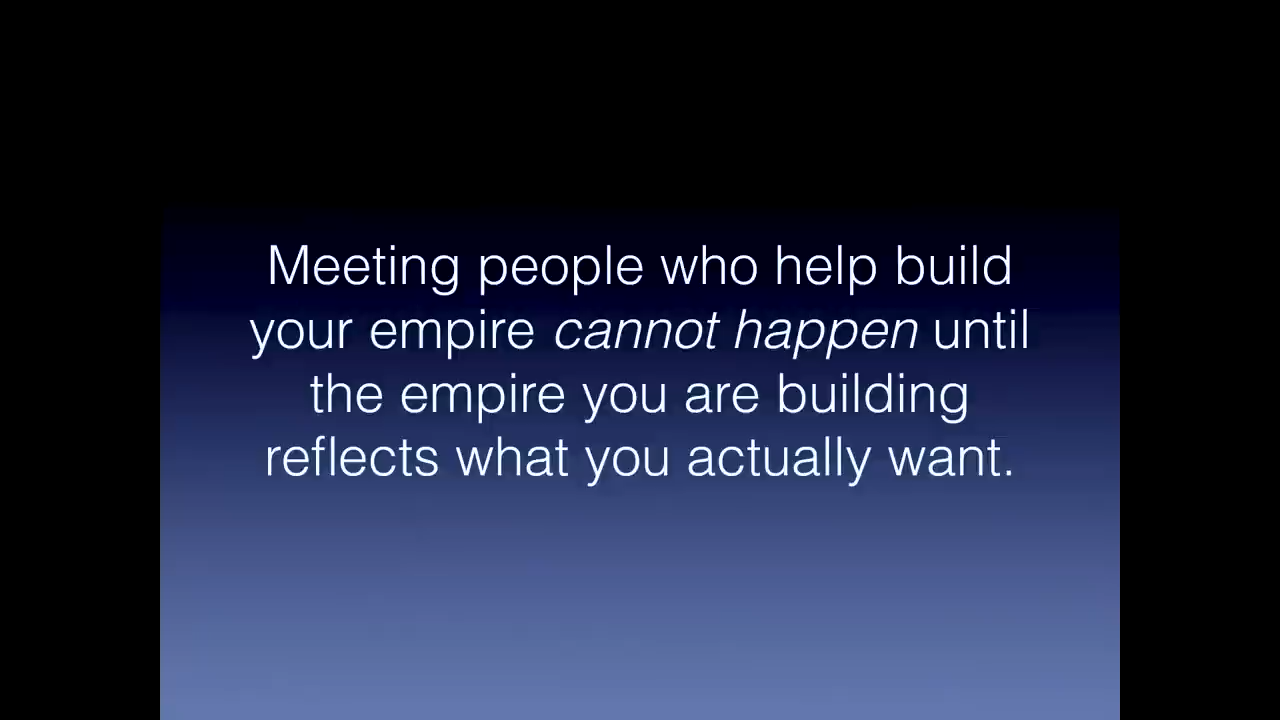 Meeting people who help build
your empire cannot happen until
the empire you are building
reflects what you actually want.